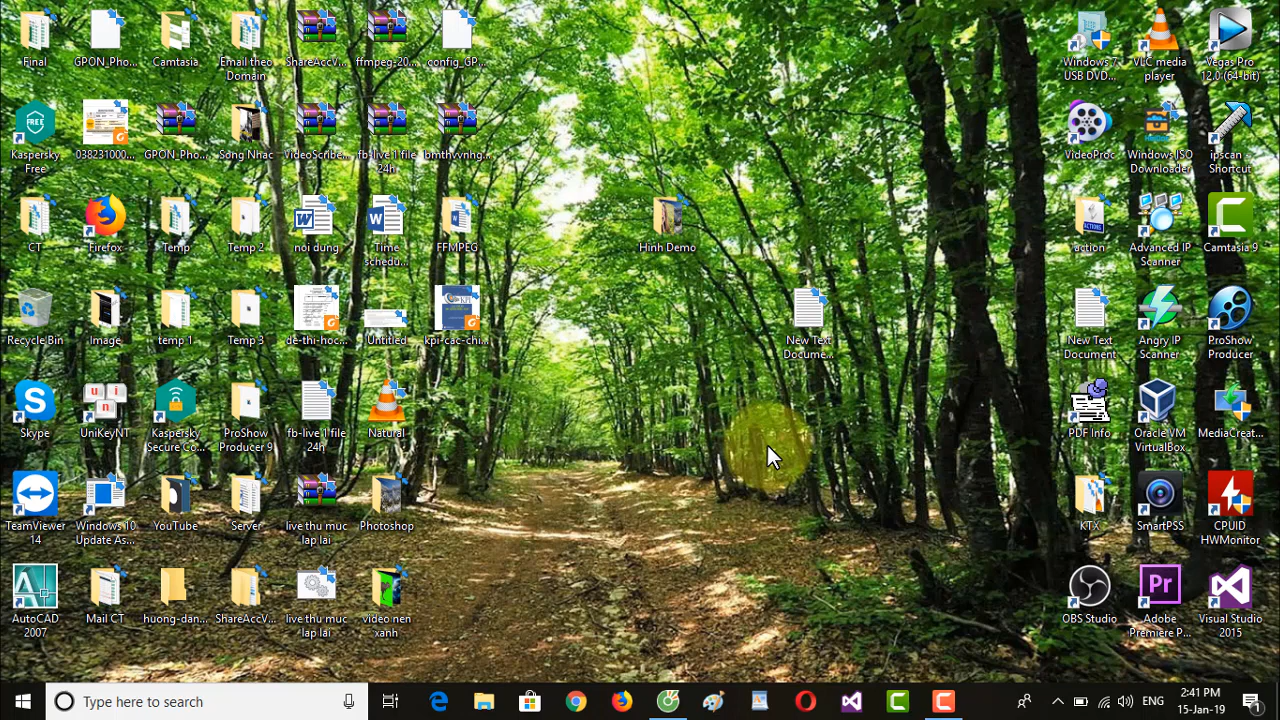 Final
GPON_Pho...
Camtasia
Email theo
Domain
ShareAccV...
ffmpeg-20...
config_GP...
Windows 7
USB DVD...
VLC media
player
Vegas Pro
12.0 (64-bit)
FREE
Kaspersky
Free
038231000...
GPON_Pho...
Song Nhac
VideoScribe...
fb-live 1 file
24h
bmthvvnhg...
VideoProc
Windows ISO
Downloader
ipscan -
Shortcut
CT
Firefox
Temp
Temp 2
noi dung
Time
schedu...
FFMPEG
Hinh Demo
ACTIONS
action
Advanced IP
Scanner
Camtasia 9
Recycle Bin
Image
temp 1
Temp 3
de-thi-hoc...
Untitled
KPI
kpi-cac-chi...
New Text
Docume...
New Text
Document
Angry IP
Scanner
ProShow
Producer
Skype
u i
n
UniKeyNT
Kaspersky
Secure Co...
ProShow
Producer 9
fb-live 1 file
24h
Natural
PDF Info
Oracle VM
VirtualBox
MediaCreat...
TeamViewer
14
Windows 10
Update As...
YouTube
Server
live thu muc
lap lai
Photoshop
KTX
SmartPSS
CPUID
HWMonitor
AutoCAD
2007
Mail CT
huong-dan...
ShareAccV...
live thu muc
lap lai
video nen
xanh
OBS Studio
Pr
Adobe
Premiere P...
Visual Studio
2015
Type here to search
ENG
2:41 PM
15-Jan-19
1